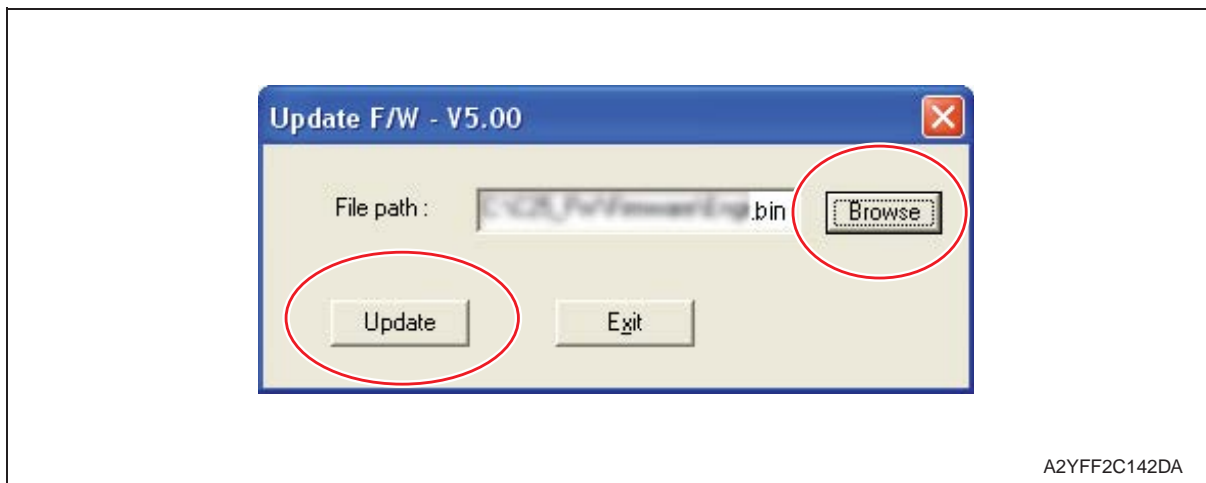 Update F/W - V5.00
File path : .bin Browse
Update Exit
A2YFF2C142DA